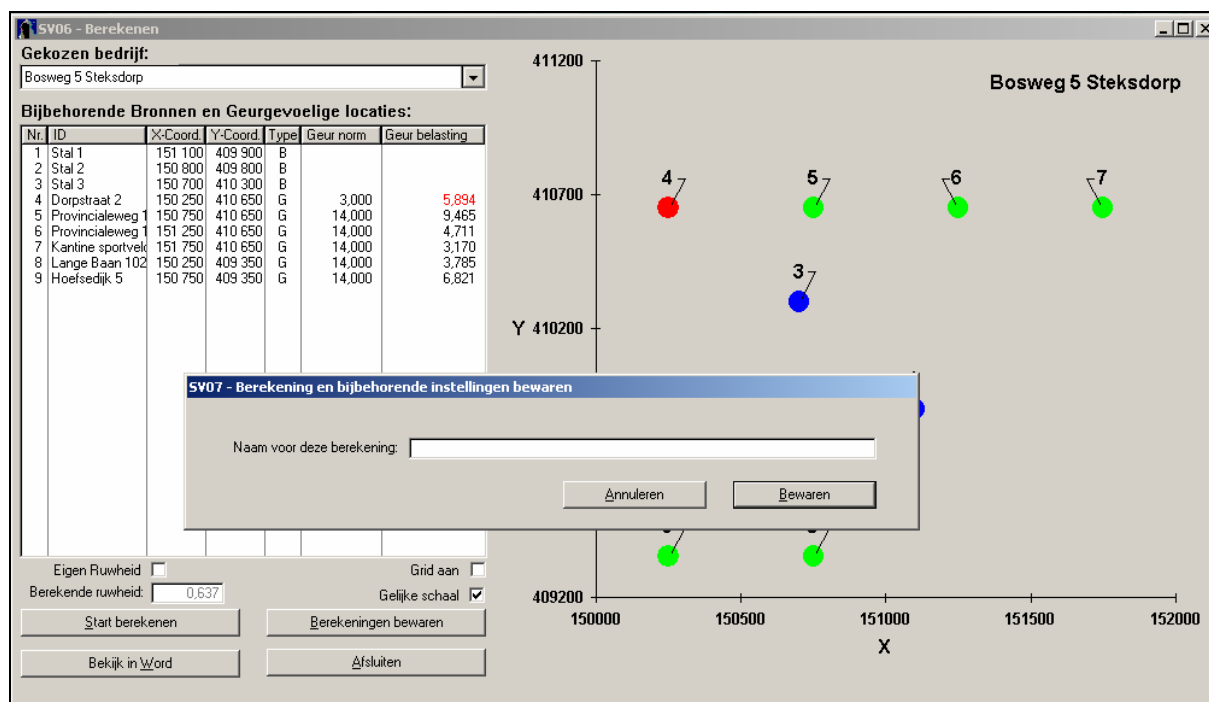 SV06 - Berekenen
Gekozen bedrijf:
Bosweg 5 Steksdorp
Bijbehorende Bronnen en Geurgevoelige locaties:
Nr. ID X-Coord. Y-Coord. Type Geur norm Geur belasting
1 Stal 1 151 100 409 900 B
2 Stal 2 150 800 409 800 B
3 Stal 3 150 700 410 300 B
4 Dorpstraat 2 150 250 410 650 G 3,000 5,894
5 Provincialeweg 1 150 750 410 650 G 14,000 9,465
6 Provincialeweg 1 151 250 410 650 G 14,000 4,711
7 Kantine sportveld 151 750 410 650 G 14,000 3,170
8 Lange Baan 102 150 250 409 350 G 14,000 3,785
9 Hoefsedijk 5 150 750 409 350 G 14,000 6,821
SV07 - Berekening en bijbehorende instellingen bewaren
Naam voor deze berekening:
Annuleren
Bewaren
Eigen Ruwheid
Grid aan
Berekende ruwheid: 0,637
Gelijke schaal
Start berekenen
Berekeningen bewaren
Bekijk in Word
Afsluiten
Bosweg 5 Steksdorp
411200
410700
Y 410200
409200
4 5 6 7
3
150000 150500 151000 151500 152000
X